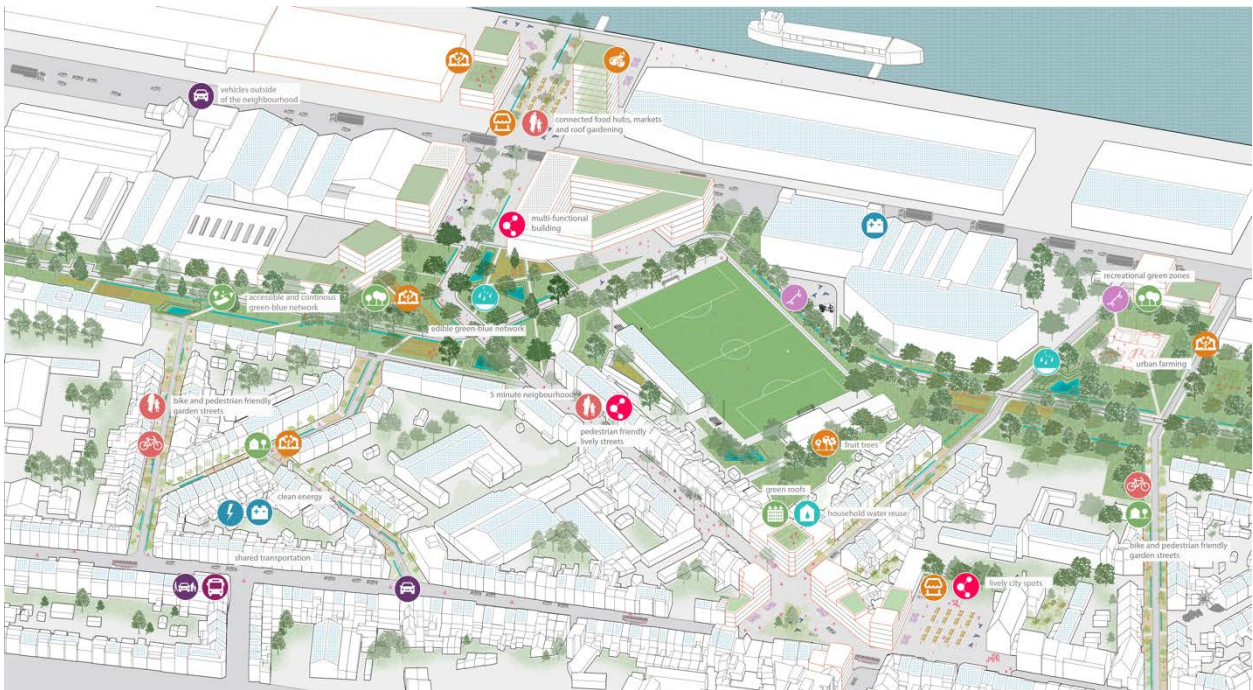 vehicles outside
of the neighbourhood
connected food hubs, markets
and roof gardening
multi-functional
building
recreational green zones
accessible and continous
green-blue network
edible green-blue network
urban farming
5 minute neigbourhood
bike and pedestrian friendly
garden streets
pedestrian friendly
lively streets
fruit trees
clean energy
green roofs
household water reuse
shared transportation
bike and pedestrian friendly
garden streets
lively city spots